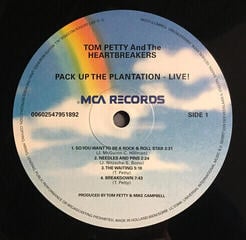 TOM PETTY And The
HEARTBREAKERS
PACK UP THE PLANTATION - LIVE!
MCA RECORDS
00602547951892
SIDE 1
1. SO YOU WANT TO BE A ROCK & ROLL STAR 3:31
(J. McGuinn-C. Hillman)
2. NEEDLES AND PINS 2:24
(J. Nitzsche-S. Bono)
3. THE WAITING 5:18
(T. Petty)
4. BREAKDOWN 7:43
(T. Petty)
PRODUCED BY TOM PETTY & MIKE CAMPBELL